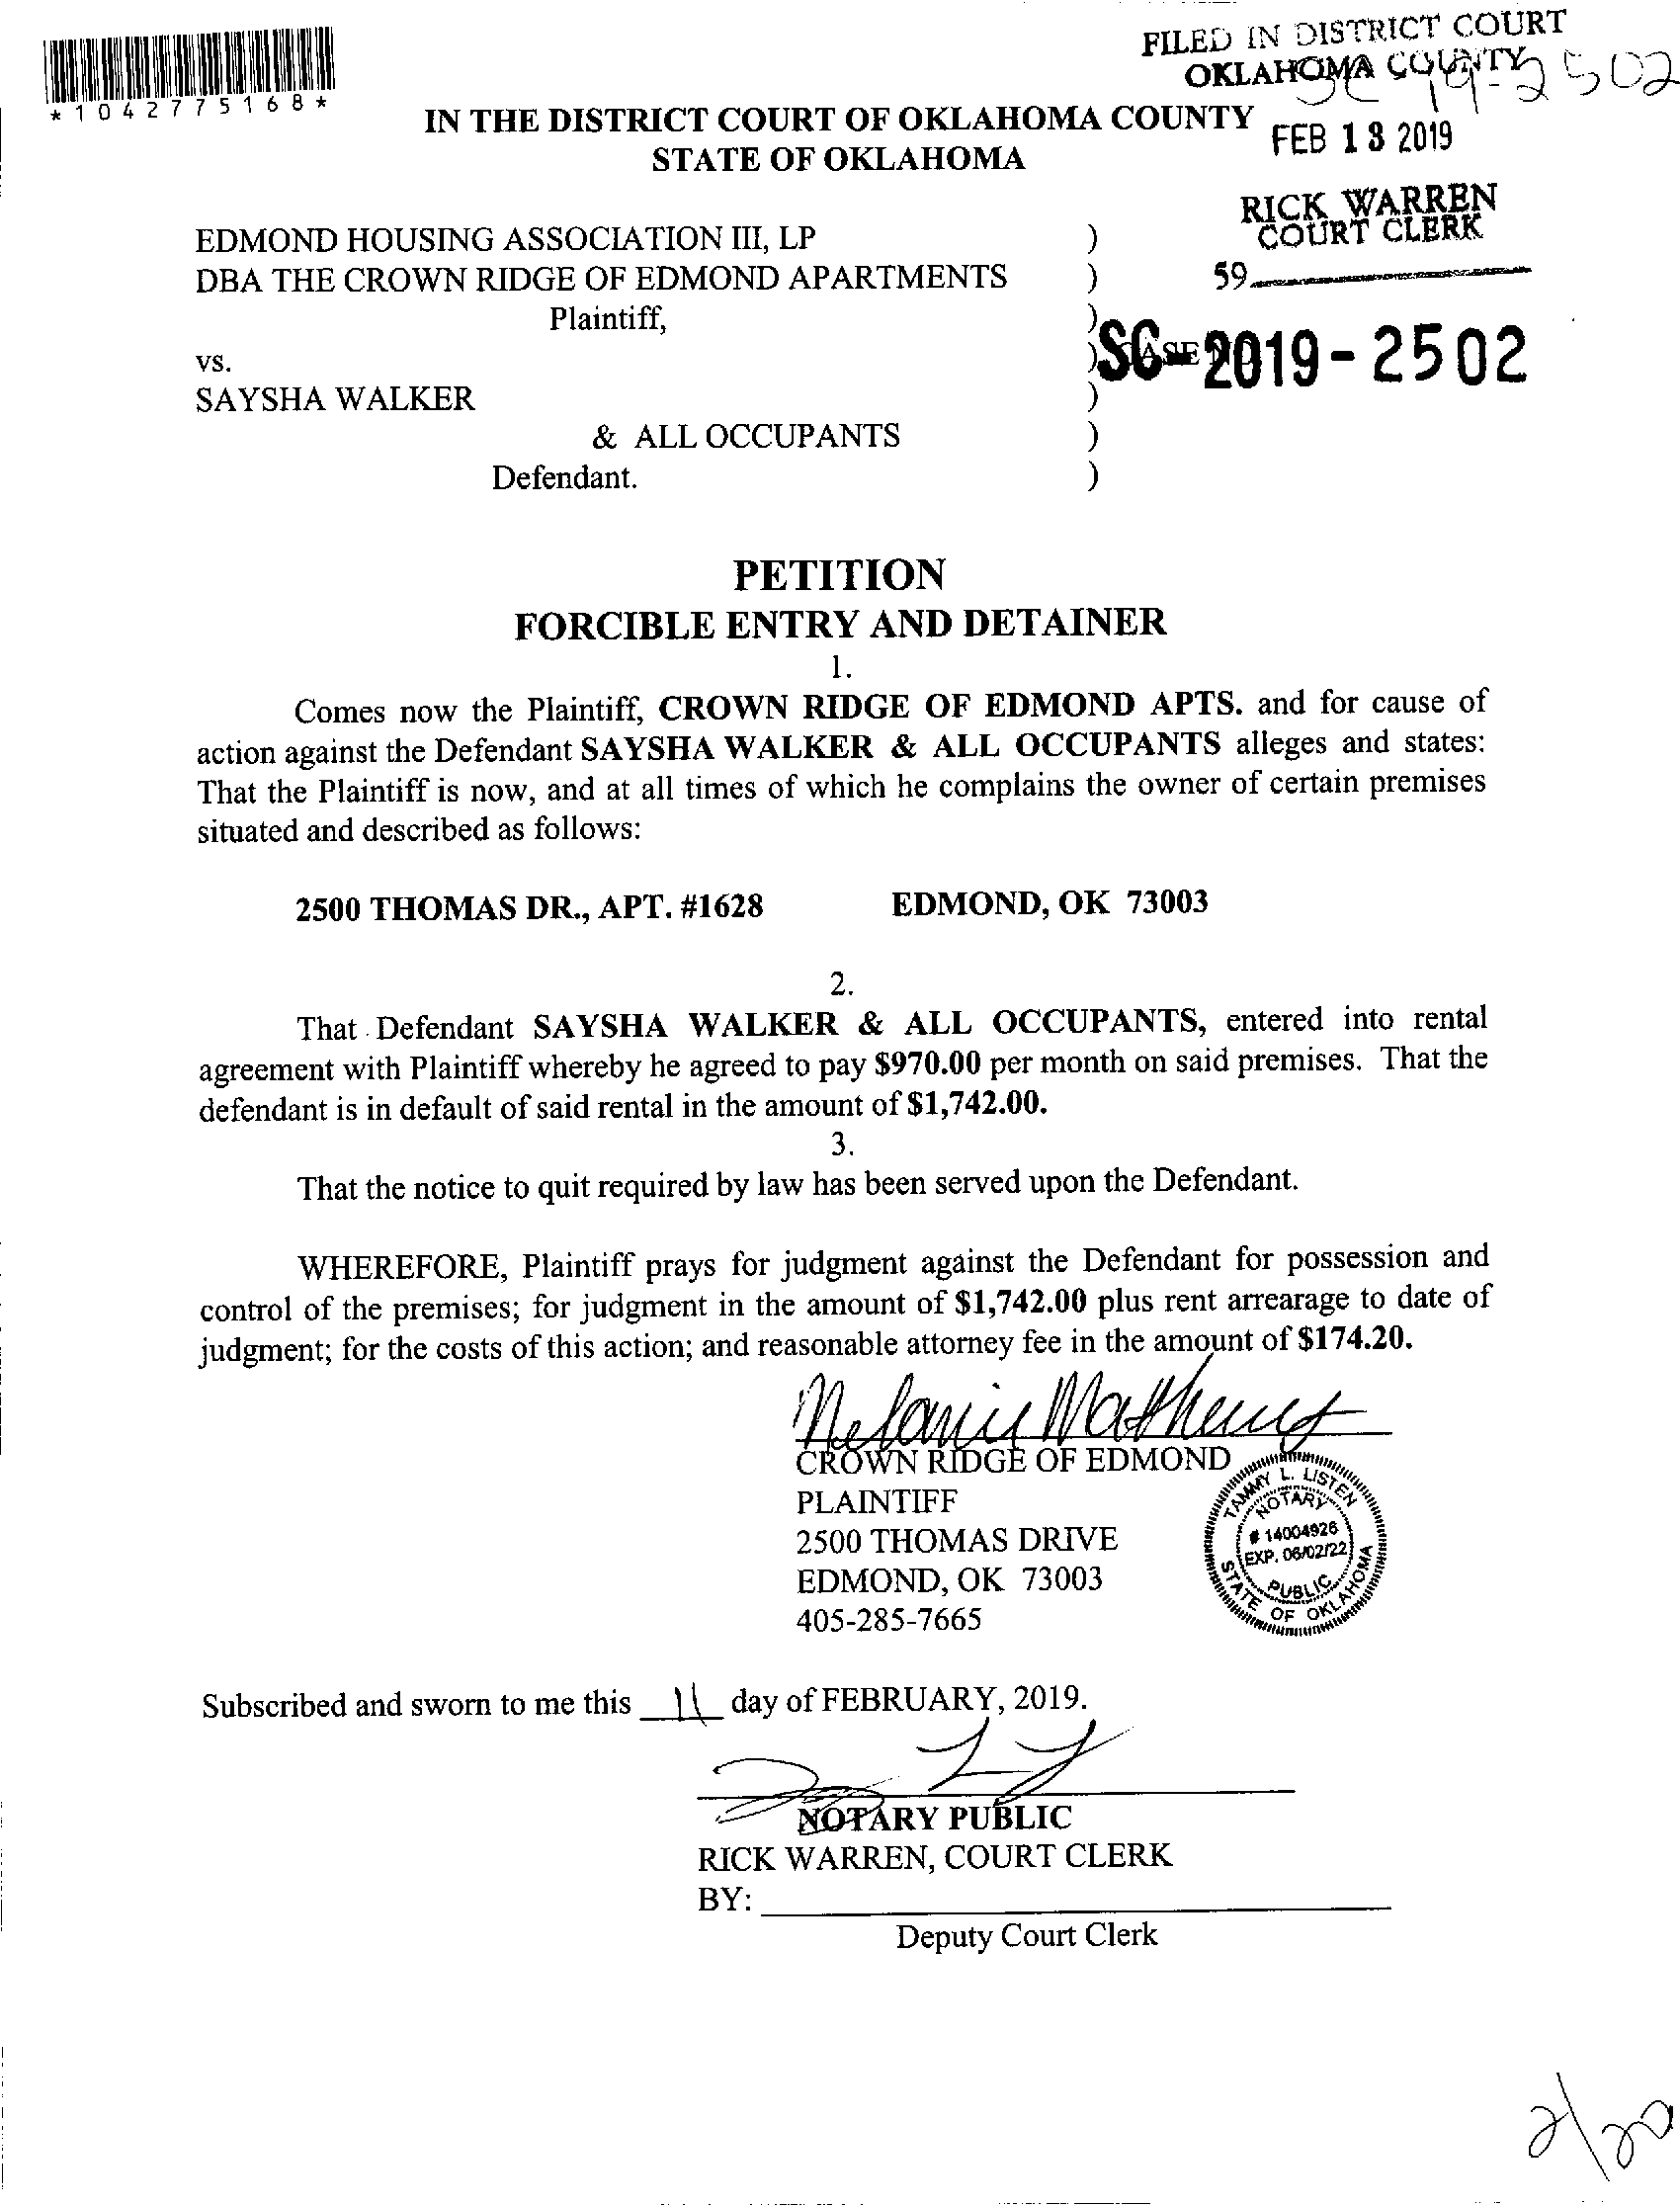 FILED IN DISTRICT COURT
OKLAHOMA COUNTY
SC 19-2502
*1042775168*
IN THE DISTRICT COURT OF OKLAHOMA COUNTY
STATE OF OKLAHOMA
FEB 13 2019
RICK WARREN
COURT CLERK
59
EDMOND HOUSING ASSOCIATION III, LP )
DBA THE CROWN RIDGE OF EDMOND APARTMENTS )
Plaintiff, )
vs. ) CASE NO. SC-2019-2502
SAYSHA WALKER )
& ALL OCCUPANTS )
Defendant. )
PETITION
FORCIBLE ENTRY AND DETAINER
1.
Comes now the Plaintiff, CROWN RIDGE OF EDMOND APTS. and for cause of
action against the Defendant SAYSHA WALKER & ALL OCCUPANTS alleges and states:
That the Plaintiff is now, and at all times of which he complains the owner of certain premises
situated and described as follows:
2500 THOMAS DR., APT. #1628 EDMOND, OK 73003
2.
That Defendant SAYSHA WALKER & ALL OCCUPANTS, entered into rental
agreement with Plaintiff whereby he agreed to pay $970.00 per month on said premises. That the
defendant is in default of said rental in the amount of $1,742.00.
3.
That the notice to quit required by law has been served upon the Defendant.
WHEREFORE, Plaintiff prays for judgment against the Defendant for possession and
control of the premises; for judgment in the amount of $1,742.00 plus rent arrearage to date of
judgment; for the costs of this action; and reasonable attorney fee in the amount of $174.20.
Melanie Mathews
CROWN RIDGE OF EDMOND
PLAINTIFF
2500 THOMAS DRIVE
EDMOND, OK 73003
405-285-7665
TAMMY L. LISTEN
NOTARY
# 14004926
EXP. 06/02/22
PUBLIC
STATE OF OKLAHOMA
Subscribed and sworn to me this 11 day of FEBRUARY, 2019.
NOTARY PUBLIC
RICK WARREN, COURT CLERK
BY:
Deputy Court Clerk
2/20